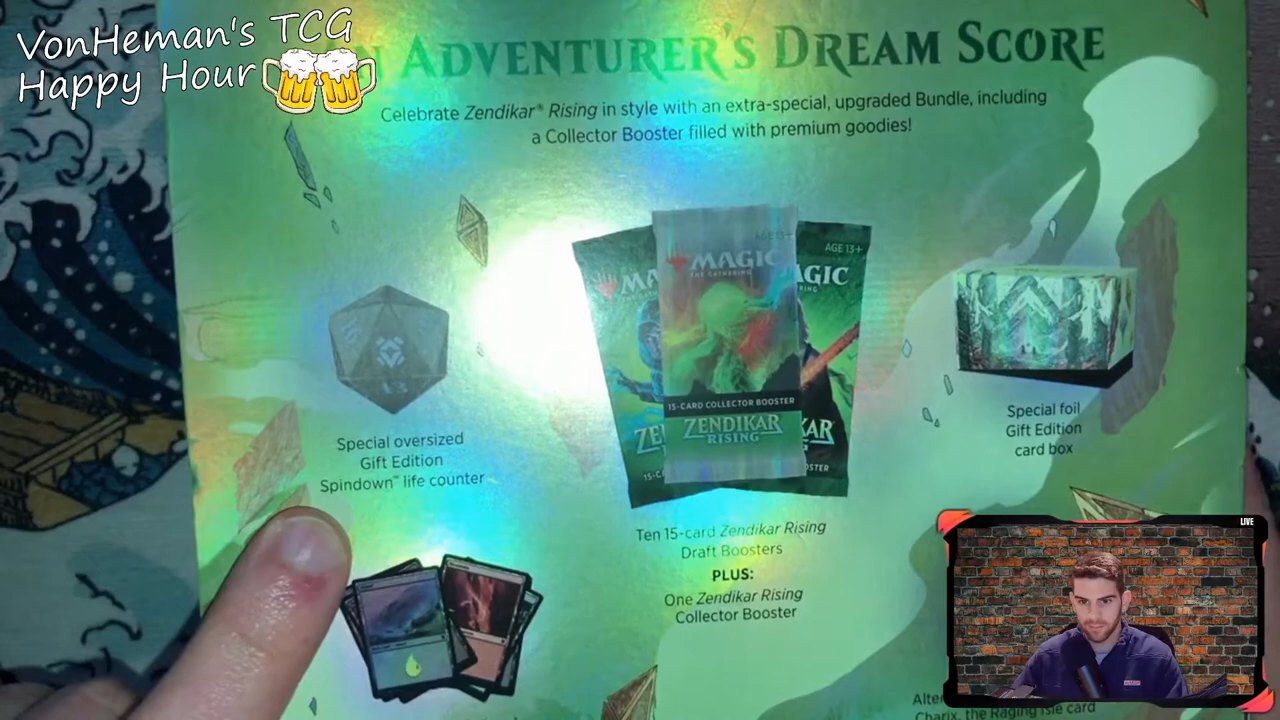 VonHeman's TCG
Happy Hour
ADVENTURER'S DREAM SCORE
Celebrate Zendikar® Rising in style with an extra-special, upgraded Bundle, including
a Collector Booster filled with premium goodies!
AGE 13+
MAGIC
THE GATHERING
15-CARD COLLECTOR BOOSTER
ZENDIKAR
RISING
Special oversized
Gift Edition
Spindown™ life counter
Special foil
Gift Edition
card box
Ten 15-card Zendikar Rising
Draft Boosters
PLUS:
One Zendikar Rising
Collector Booster
LIVE
Charix, the Raging Isle card